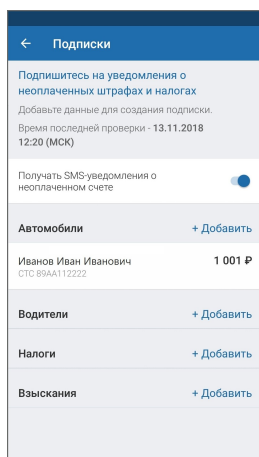 Подписки
Подпишитесь на уведомления о
неоплаченных штрафах и налогах
Добавьте данные для создания подписки.
Время последней проверки - 13.11.2018
12:20 (МСК)
Получать SMS-уведомления о
неоплаченном счете
Автомобили + Добавить
Иванов Иван Иванович 1 001 ₽
СТС 89АА112222
Водители + Добавить
Налоги + Добавить
Взыскания + Добавить